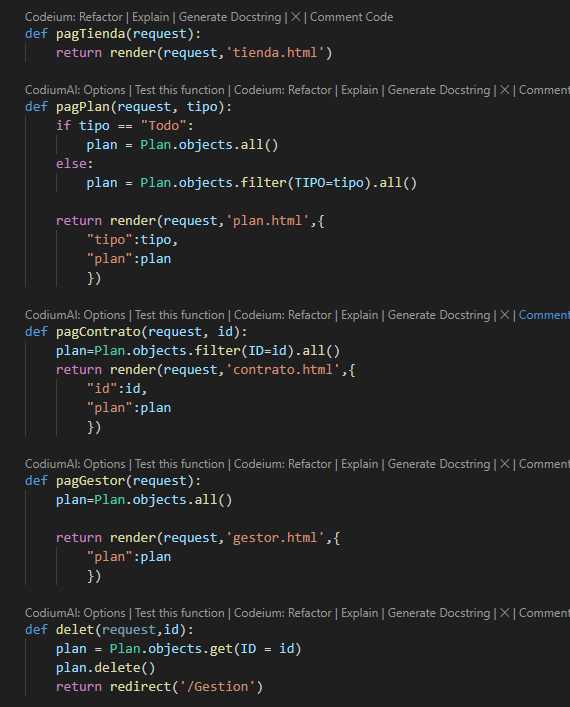 Codeium: Refactor | Explain | Generate Docstring | X | Comment Code
def pagTienda(request):
    return render(request,'tienda.html')
CodiumAI: Options | Test this function | Codeium: Refactor | Explain | Generate Docstring | X | Comment
def pagPlan(request, tipo):
    if tipo == "Todo":
        plan = Plan.objects.all()
    else:
        plan = Plan.objects.filter(TIPO=tipo).all()
    return render(request,'plan.html',{
        "tipo":tipo,
        "plan":plan
        })
CodiumAI: Options | Test this function | Codeium: Refactor | Explain | Generate Docstring | X | Comment
def pagContrato(request, id):
    plan=Plan.objects.filter(ID=id).all()
    return render(request,'contrato.html',{
        "id":id,
        "plan":plan
        })
CodiumAI: Options | Test this function | Codeium: Refactor | Explain | Generate Docstring | X | Comment
def pagGestor(request):
    plan=Plan.objects.all()
    return render(request,'gestor.html',{
        "plan":plan
        })
CodiumAI: Options | Test this function | Codeium: Refactor | Explain | Generate Docstring | X | Comment
def delet(request,id):
    plan = Plan.objects.get(ID = id)
    plan.delete()
    return redirect('/Gestion')